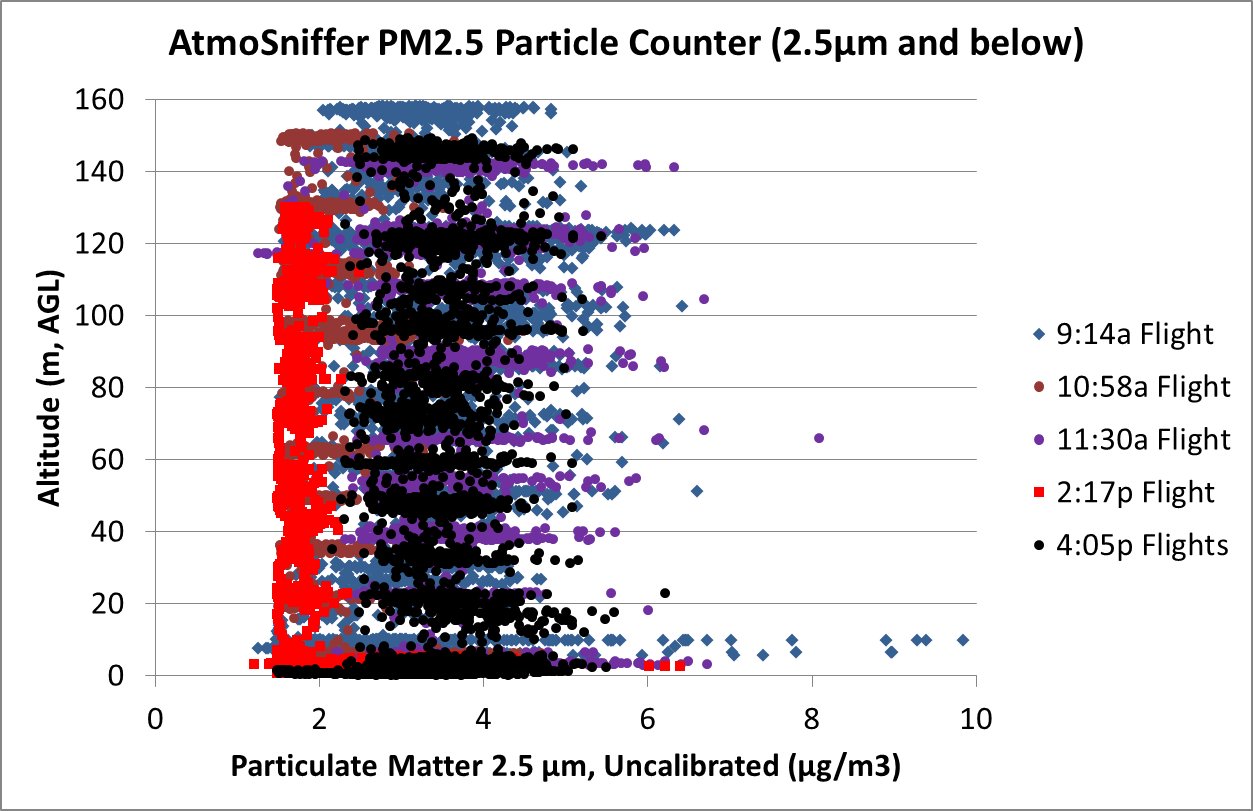 AtmoSniffer PM2.5 Particle Counter (2.5µm and below)
160
140
120
100
80
60
40
20
0
Altitude (m, AGL)
0 2 4 6 8 10
Particulate Matter 2.5 µm, Uncalibrated (µg/m3)
9:14a Flight
10:58a Flight
11:30a Flight
2:17p Flight
4:05p Flights